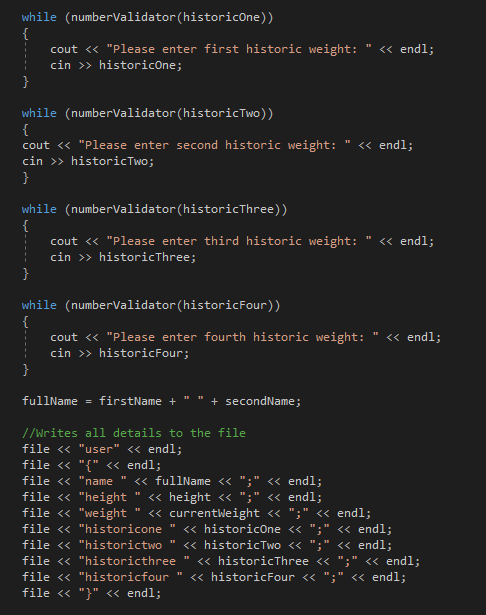 while (numberValidator(historicOne))
{
    cout << "Please enter first historic weight: " << endl;
    cin >> historicOne;
}
while (numberValidator(historicTwo))
{
cout << "Please enter second historic weight: " << endl;
cin >> historicTwo;
}
while (numberValidator(historicThree))
{
    cout << "Please enter third historic weight: " << endl;
    cin >> historicThree;
}
while (numberValidator(historicFour))
{
    cout << "Please enter fourth historic weight: " << endl;
    cin >> historicFour;
}
fullName = firstName + " " + secondName;
//Writes all details to the file
file << "user" << endl;
file << "{" << endl;
file << "name " << fullName << ";" << endl;
file << "height " << height << ";" << endl;
file << "weight " << currentWeight << ";" << endl;
file << "historicone " << historicOne << ";" << endl;
file << "historictwo " << historicTwo << ";" << endl;
file << "historicthree " << historicThree << ";" << endl;
file << "historicfour " << historicFour << ";" << endl;
file << "}" << endl;